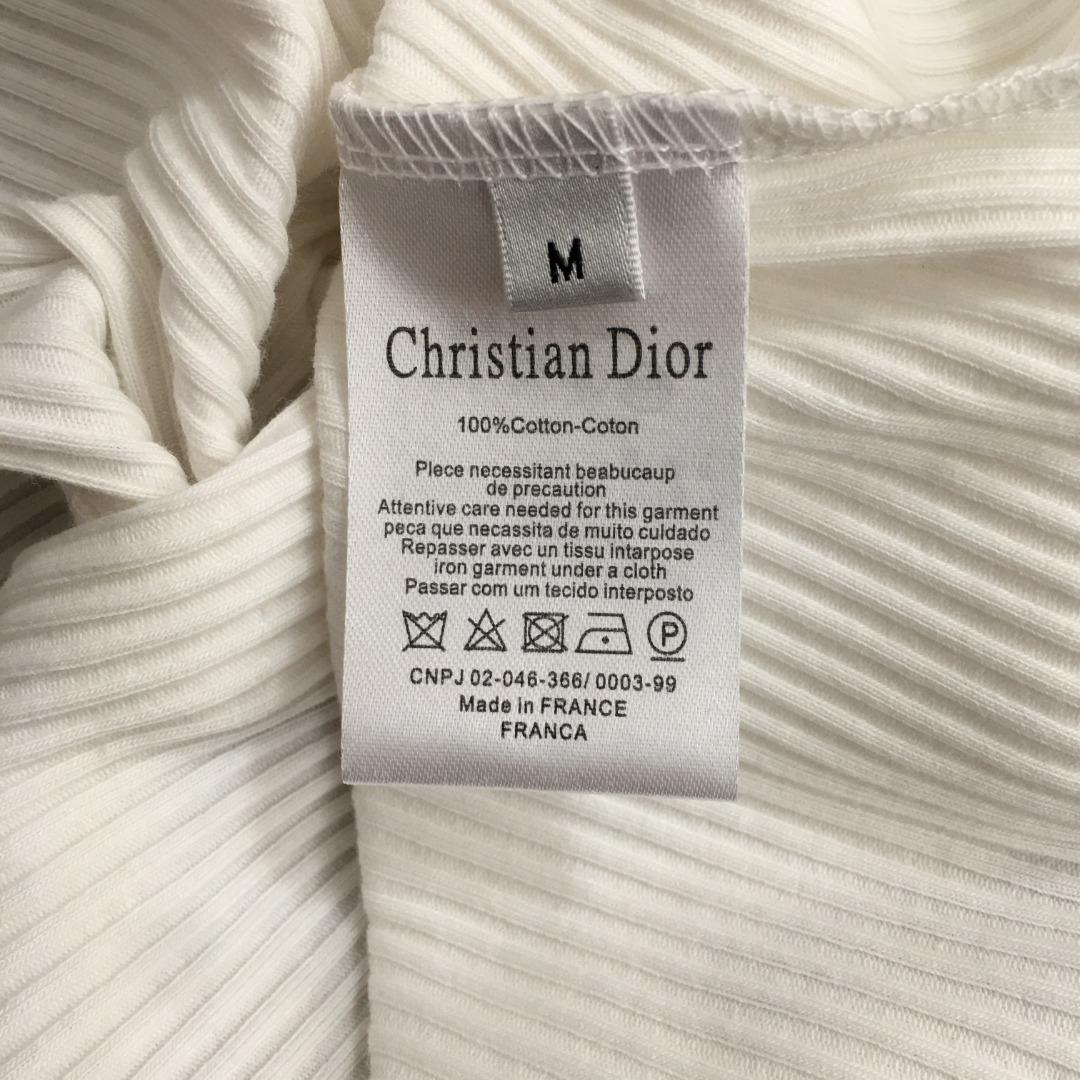 M
Christian Dior
100%Cotton-Coton
Plece necessitant beabucaup
de precaution
Attentive care needed for this garment
peca que necassita de muito culdado
Repasser avec un tissu intarpose
iron garment under a cloth
Passar com um tecido interposto
P
CNPJ 02-046-366/ 0003-99
Made in FRANCE
FRANCA